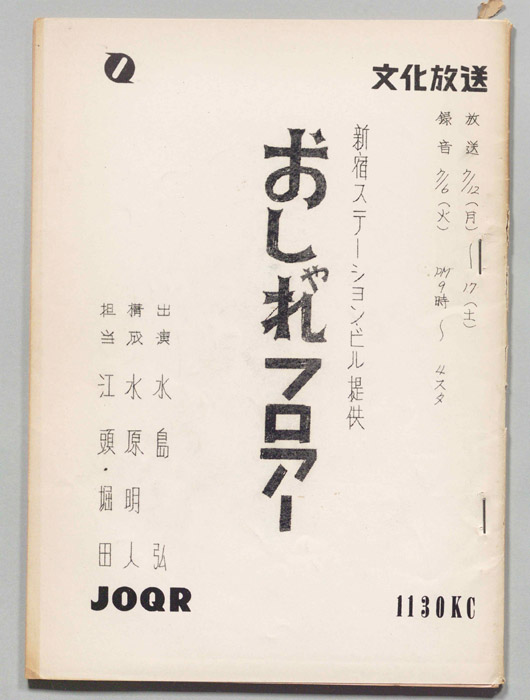 文化放送
放送 7/12(月)〜17(土)
録音 7/6(火) PM9時〜 4スタ
新宿ステーションビル提供
おしゃれフロアー
出演 水島弘
構成 水原明人
担当 江頭・堀田
JOQR
1130KC